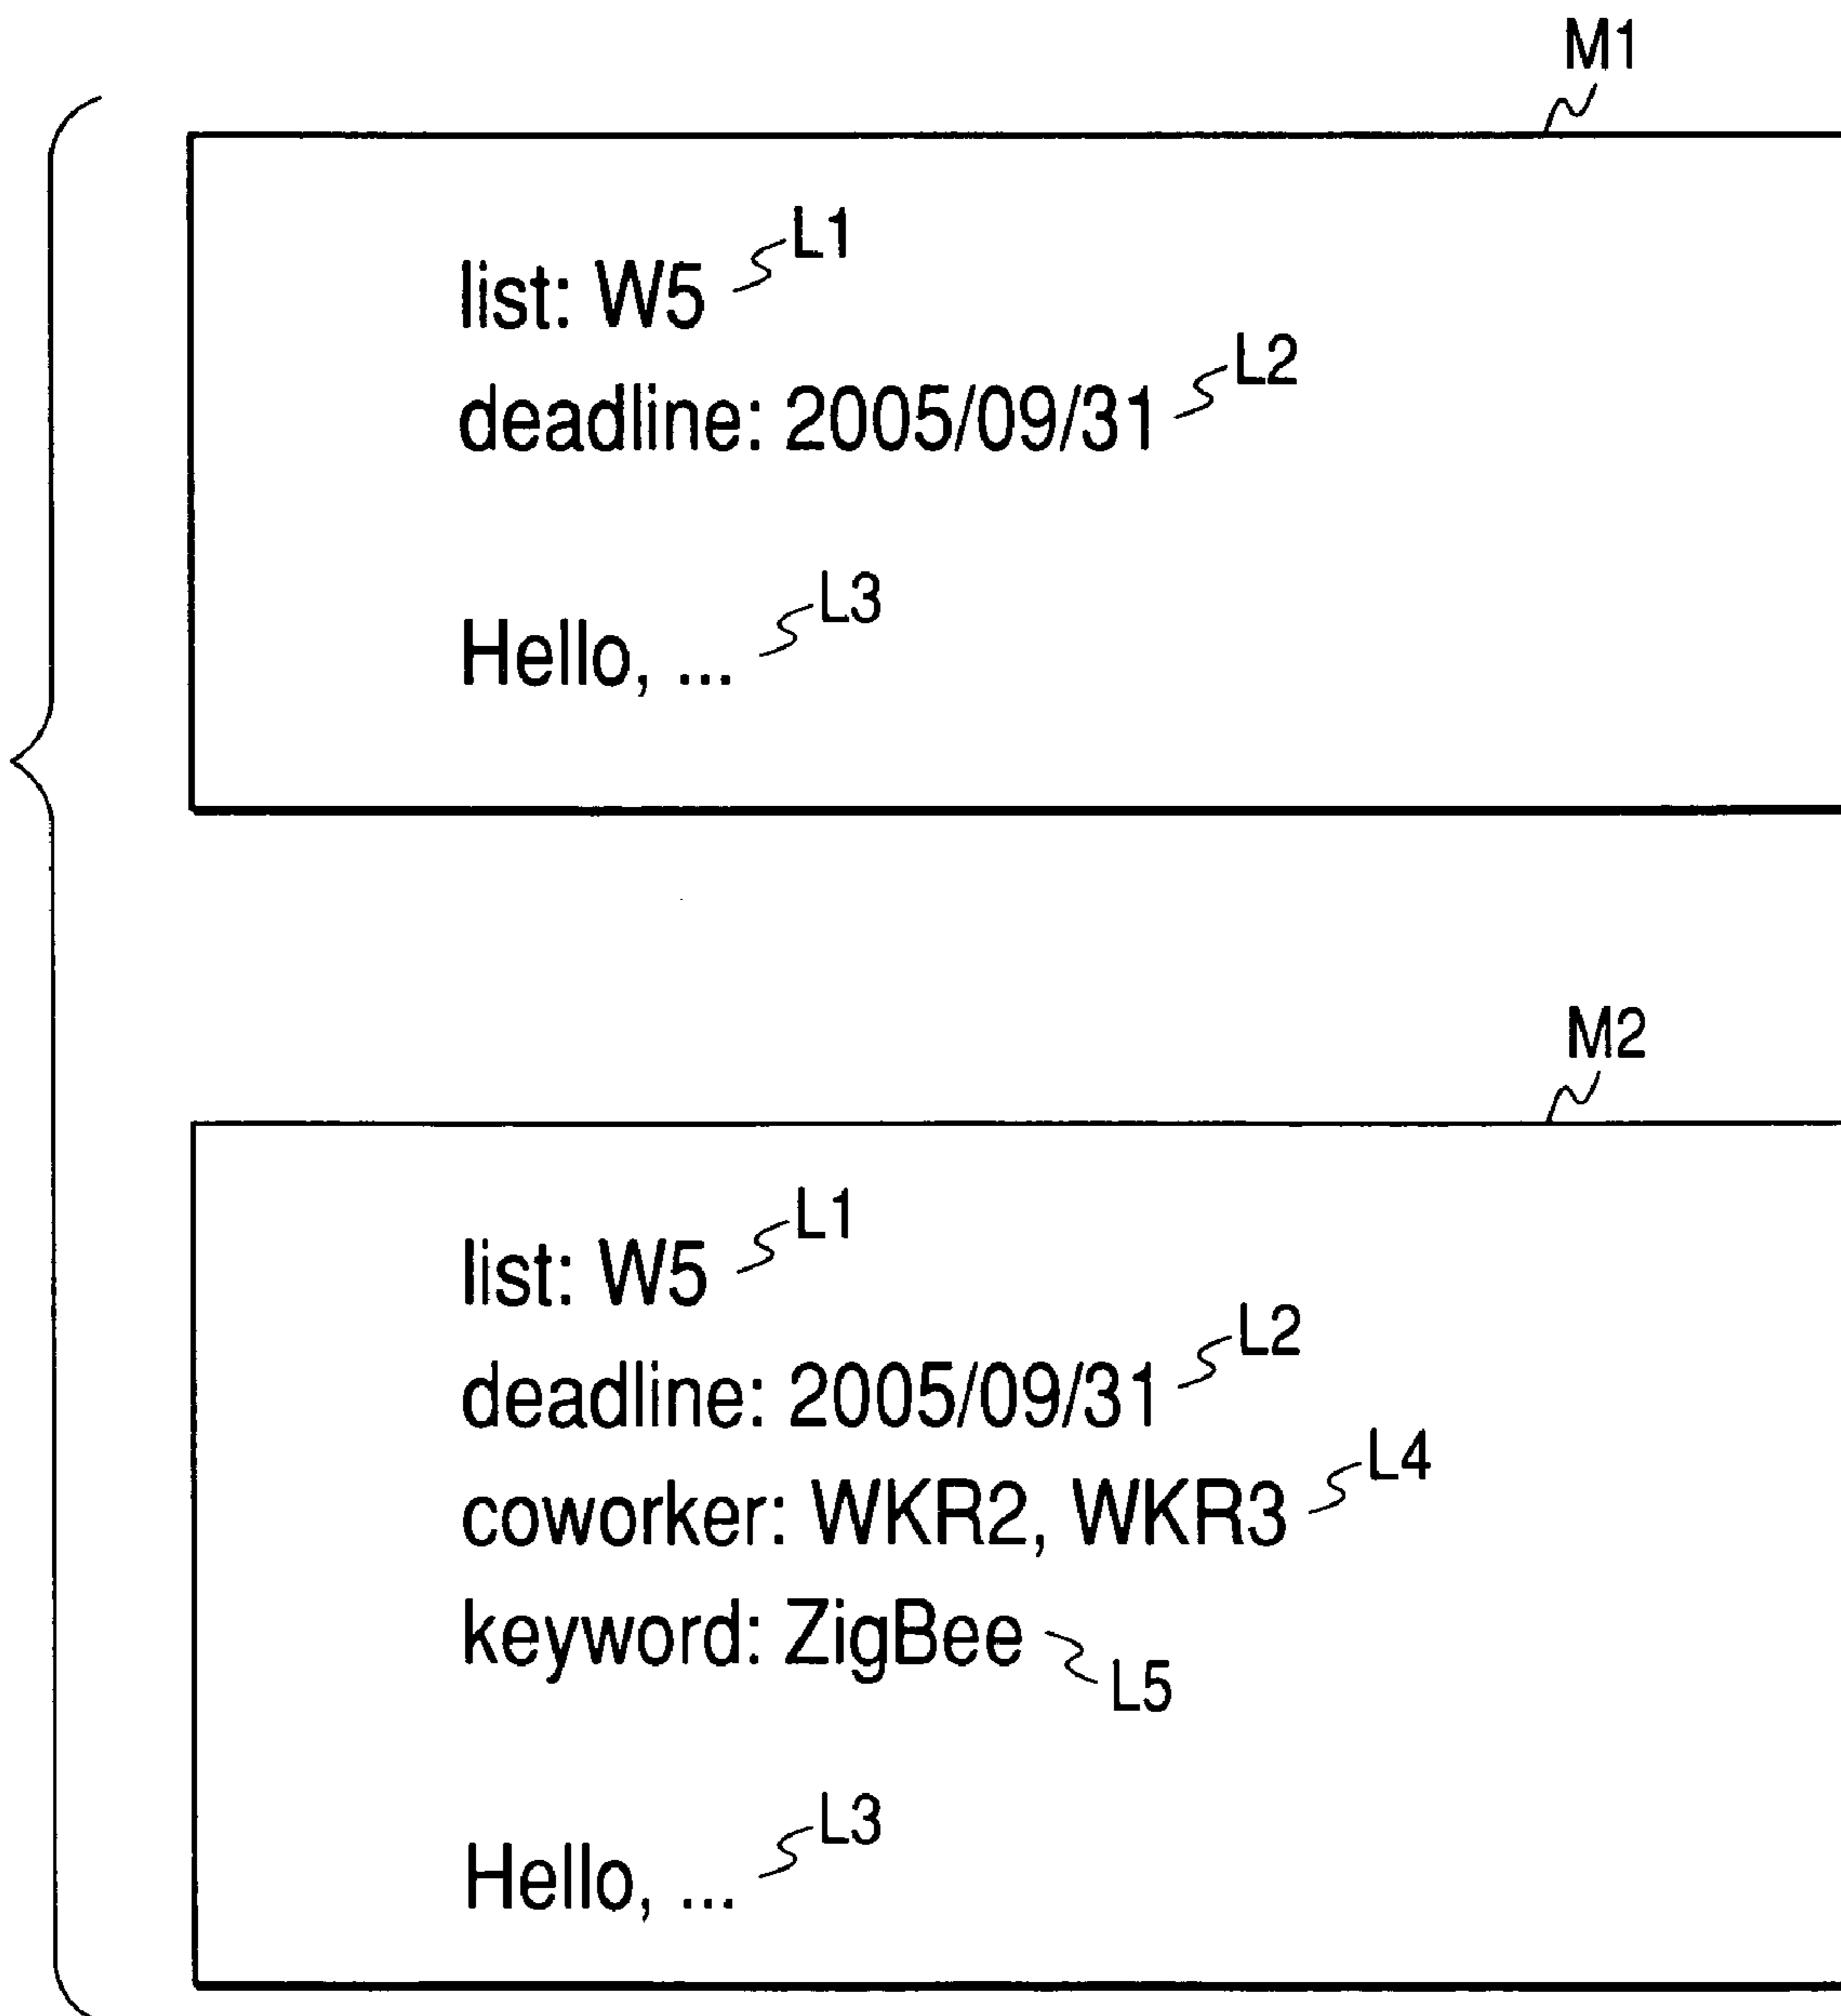 M1
list: W5 L1
deadline: 2005/09/31 L2
Hello, ... L3
M2
list: W5 L1
deadline: 2005/09/31 L2
coworker: WKR2, WKR3 L4
keyword: ZigBee L5
Hello, ... L3